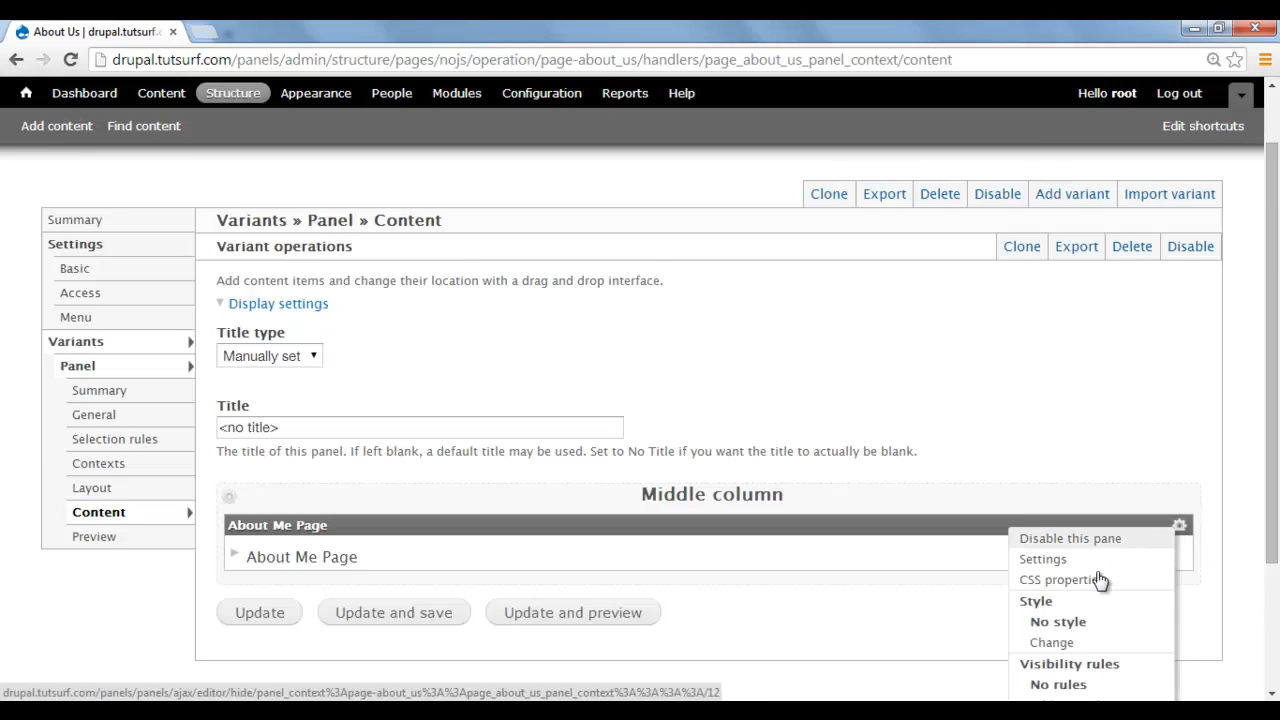 About Us | drupal.tutsurf.c
drupal.tutsurf.com/panels/admin/structure/pages/nojs/operation/page-about_us/handlers/page_about_us_panel_context/content
Dashboard Content Structure Appearance People Modules Configuration Reports Help Hello root Log out
Add content Find content Edit shortcuts
Clone Export Delete Disable Add variant Import variant
Summary
Settings
Basic
Access
Menu
Variants
Panel
Summary
General
Selection rules
Contexts
Layout
Content
Preview
Variants » Panel » Content
Variant operations Clone Export Delete Disable
Add content items and change their location with a drag and drop interface.
Display settings
Title type
Manually set
Title
<no title>
The title of this panel. If left blank, a default title may be used. Set to No Title if you want the title to actually be blank.
Middle column
About Me Page
About Me Page
Disable this pane
Settings
CSS properti
Style
No style
Change
Visibility rules
No rules
Update Update and save Update and preview
drupal.tutsurf.com/panels/panels/ajax/editor/hide/panel_context%3Apage-about_us%3A%3Apage_about_us_panel_context%3A%3A%3A%3A/12